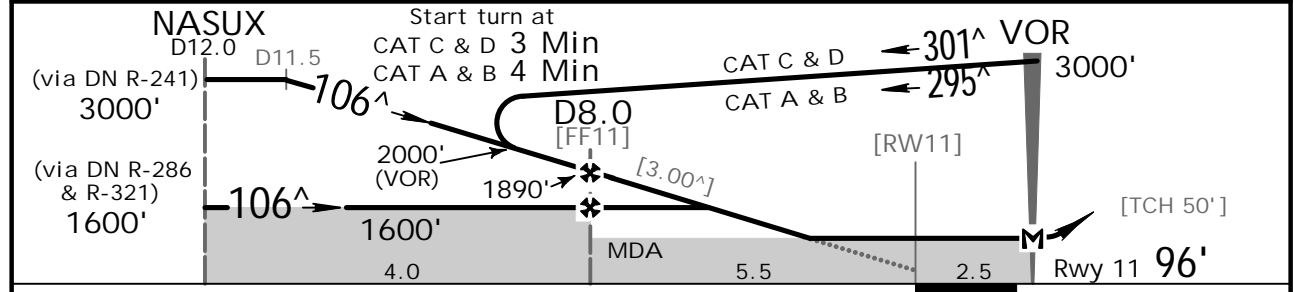 NASUX
D12.0
D11.5
Start turn at
CAT C & D 3 Min
CAT A & B 4 Min
301^
VOR
3000'
CAT C & D
295^
CAT A & B
(via DN R-241)
3000'
106^
D8.0
[FF11]
[RW11]
2000'
(VOR)
1890'
[3.00^]
(via DN R-286
& R-321)
1600'
106^
1600'
[TCH 50']
M
MDA
4.0
5.5
2.5
Rwy 11 96'